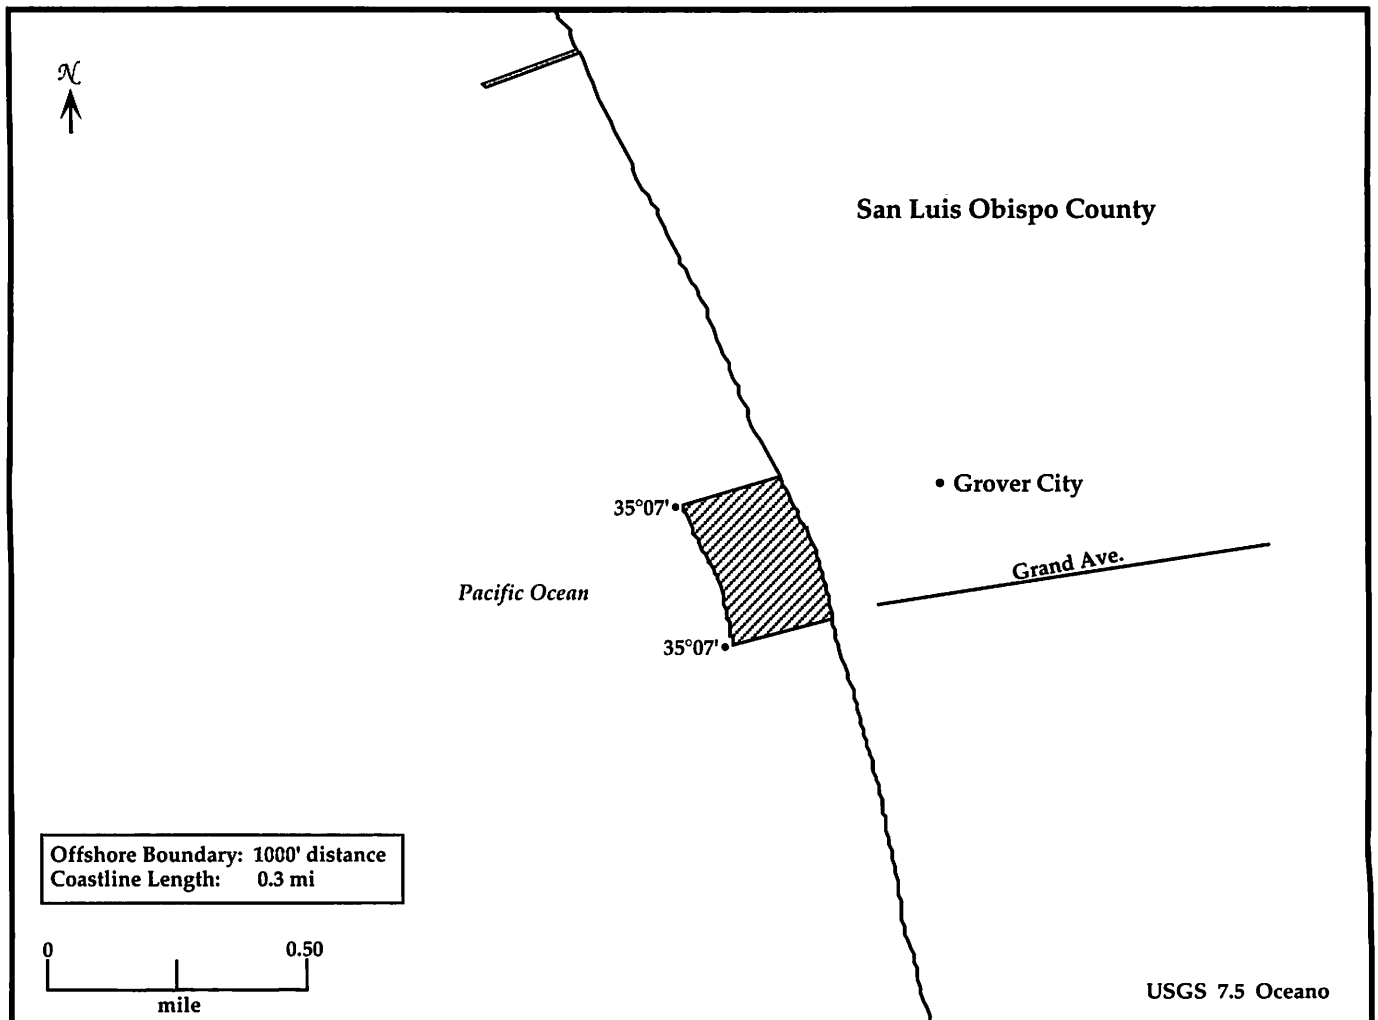 N
San Luis Obispo County
• Grover City
35°07'•
Grand Ave.
Pacific Ocean
35°07'•
Offshore Boundary: 1000' distance
Coastline Length: 0.3 mi
0 0.50
mile
USGS 7.5 Oceano